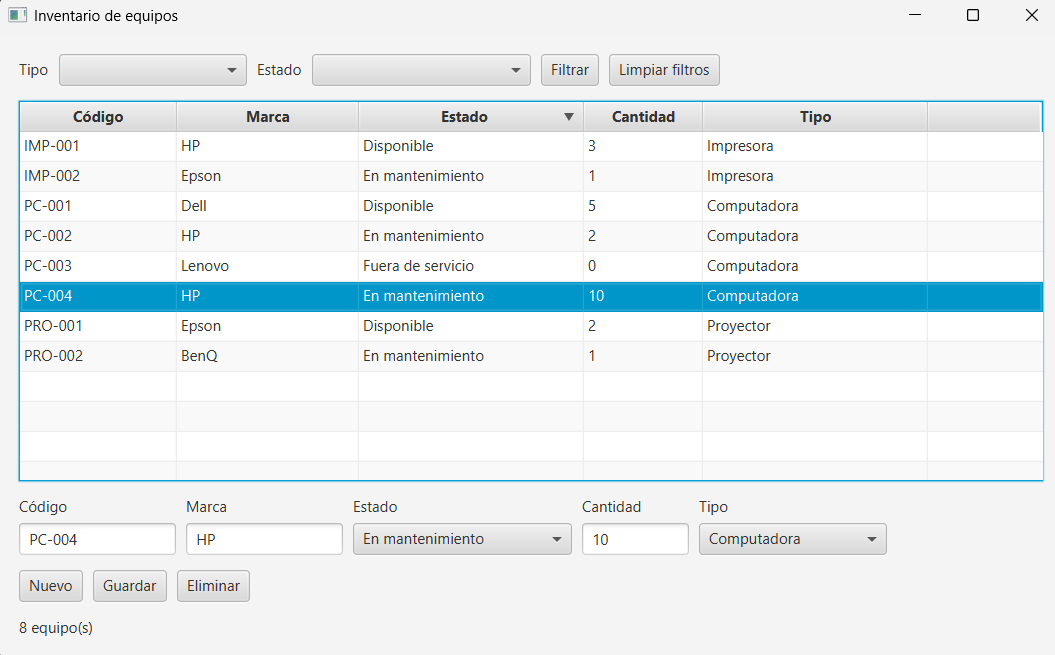 Inventario de equipos
Tipo Estado Filtrar Limpiar filtros
Código Marca Estado Cantidad Tipo
IMP-001 HP Disponible 3 Impresora
IMP-002 Epson En mantenimiento 1 Impresora
PC-001 Dell Disponible 5 Computadora
PC-002 HP En mantenimiento 2 Computadora
PC-003 Lenovo Fuera de servicio 0 Computadora
PC-004 HP En mantenimiento 10 Computadora
PRO-001 Epson Disponible 2 Proyector
PRO-002 BenQ En mantenimiento 1 Proyector
Código Marca Estado Cantidad Tipo
PC-004 HP En mantenimiento 10 Computadora
Nuevo Guardar Eliminar
8 equipo(s)